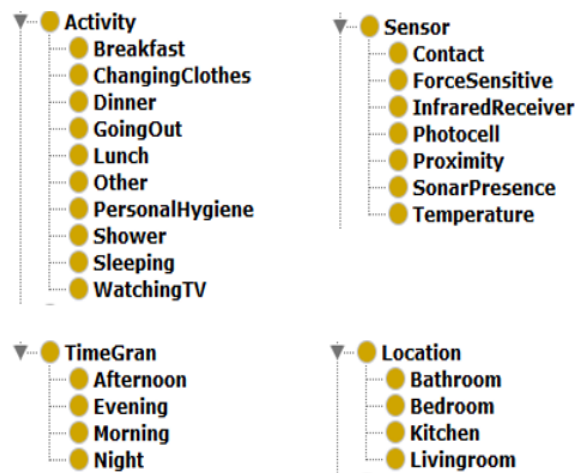 Activity
Breakfast
ChangingClothes
Dinner
GoingOut
Lunch
Other
PersonalHygiene
Shower
Sleeping
WatchingTV
Sensor
Contact
ForceSensitive
InfraredReceiver
Photocell
Proximity
SonarPresence
Temperature
TimeGran
Afternoon
Evening
Morning
Night
Location
Bathroom
Bedroom
Kitchen
Livingroom